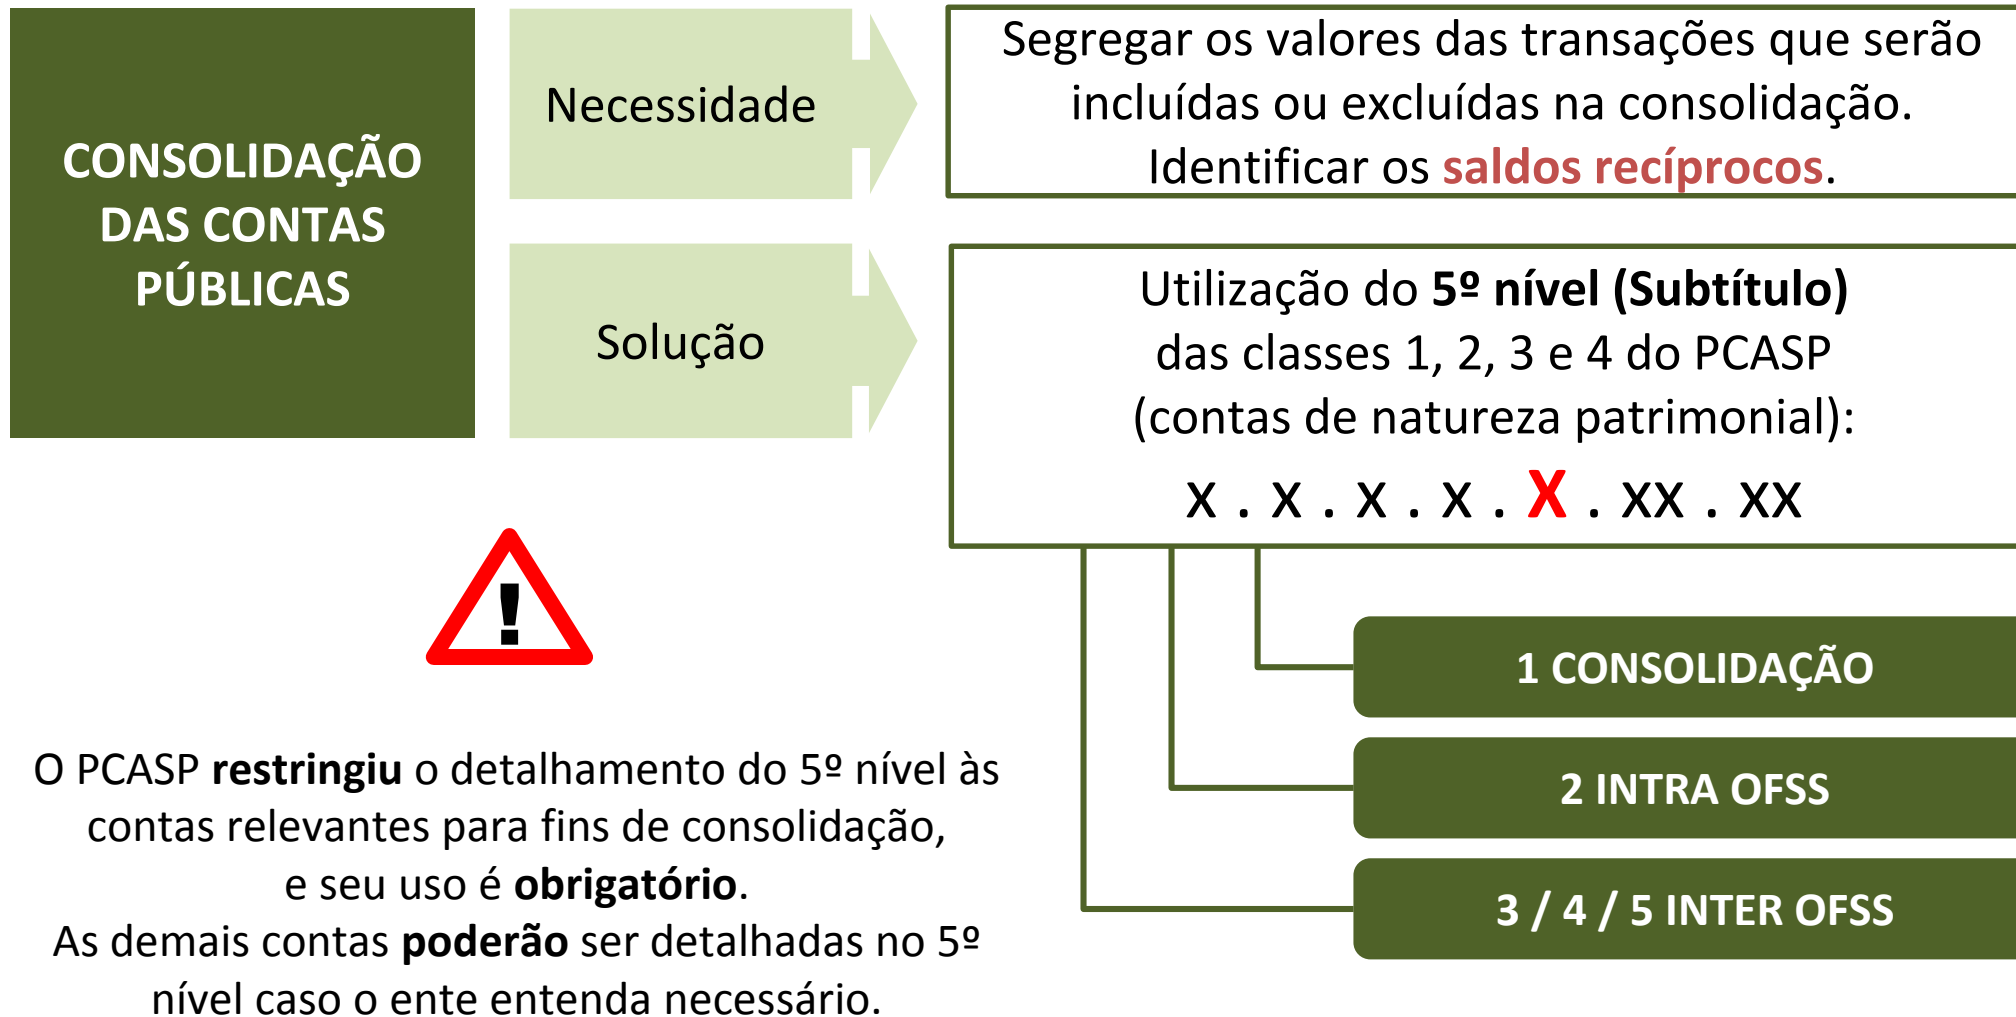 CONSOLIDAÇÃO
DAS CONTAS
PÚBLICAS
Necessidade
Segregar os valores das transações que serão
incluídas ou excluídas na consolidação.
Identificar os saldos recíprocos.
Solução
Utilização do 5º nível (Subtítulo)
das classes 1, 2, 3 e 4 do PCASP
(contas de natureza patrimonial):
x . x . x . x . X . xx . xx
!
1 CONSOLIDAÇÃO
2 INTRA OFSS
3 / 4 / 5 INTER OFSS
O PCASP restringiu o detalhamento do 5º nível às
contas relevantes para fins de consolidação,
e seu uso é obrigatório.
As demais contas poderão ser detalhadas no 5º
nível caso o ente entenda necessário.